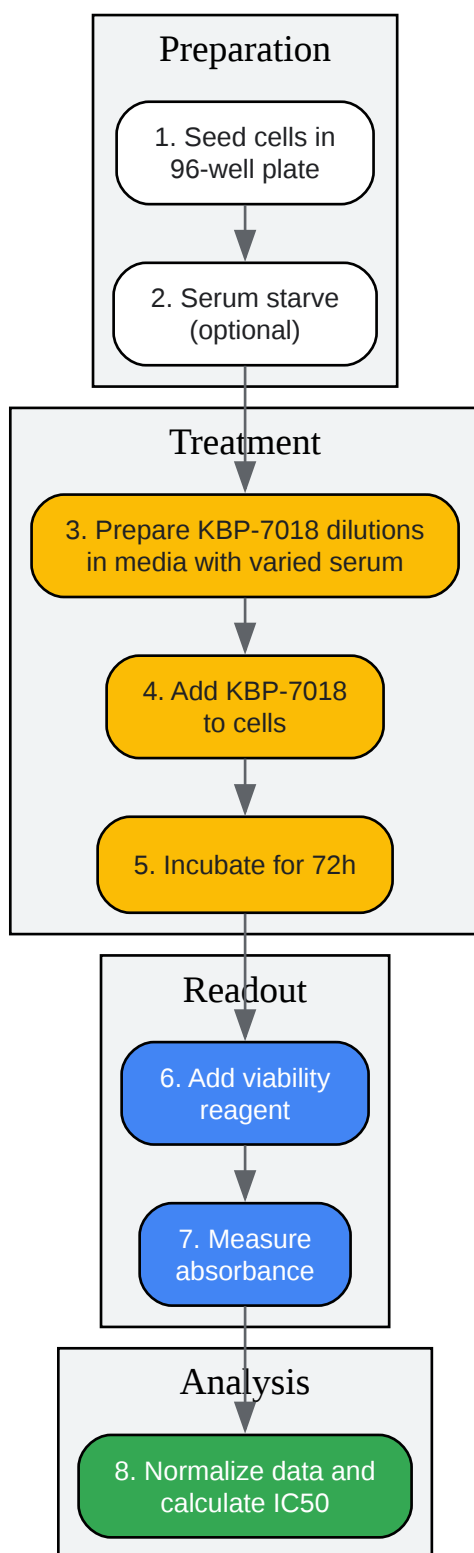 Preparation
1. Seed cells in
96-well plate
2. Serum starve
(optional)
Treatment
3. Prepare KBP-7018 dilutions
in media with varied serum
4. Add KBP-7018
to cells
5. Incubate for 72h
Readout
6. Add viability
reagent
7. Measure
absorbance
Analysis
8. Normalize data and
calculate IC50